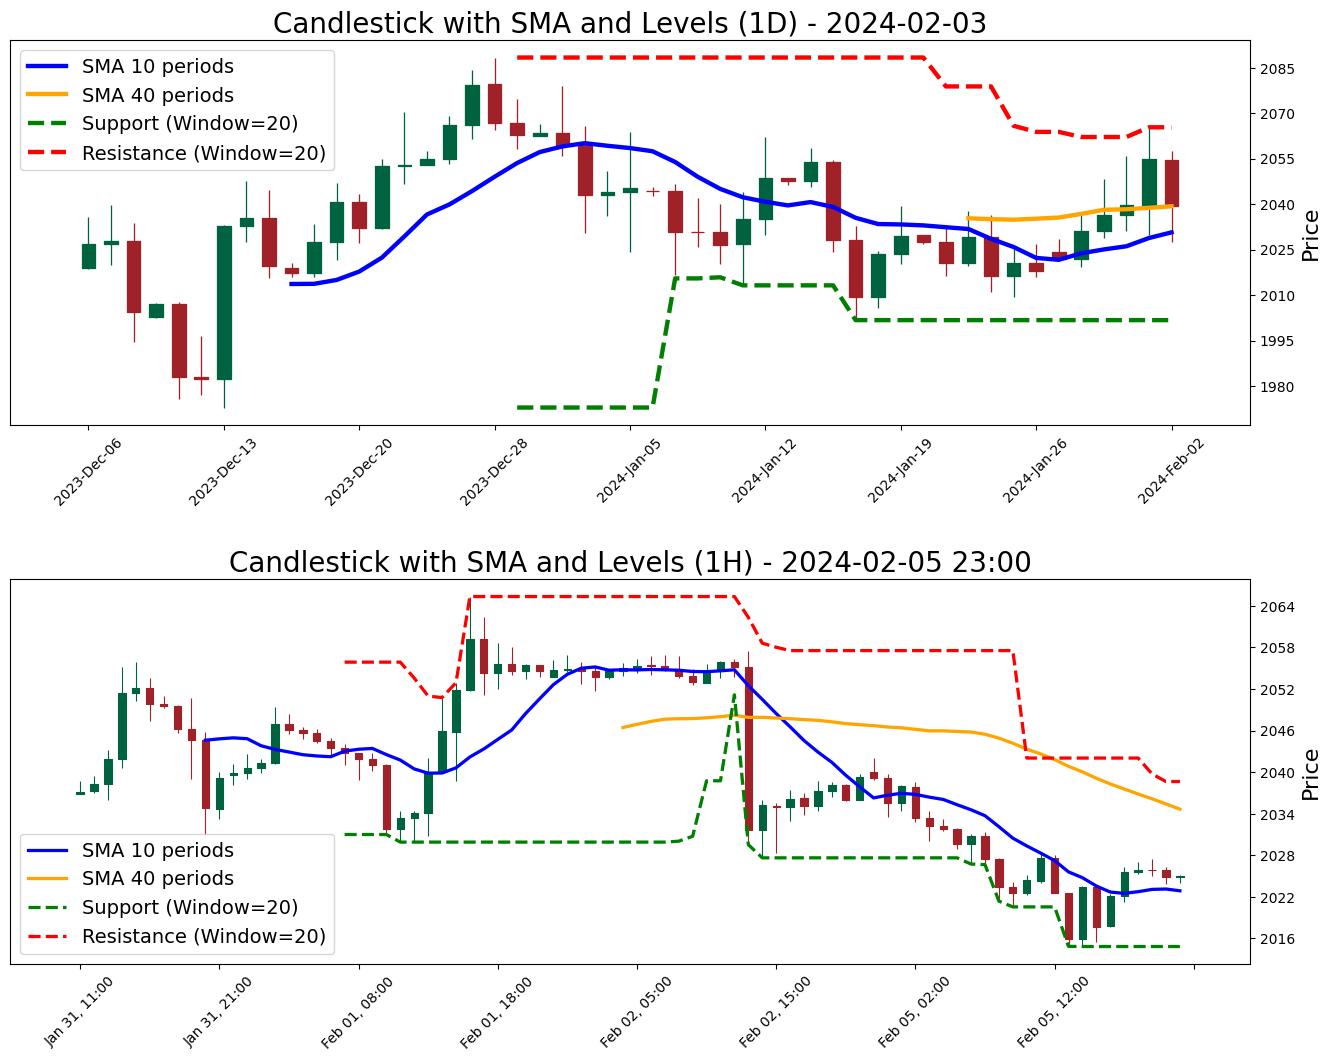 Candlestick with SMA and Levels (1D) - 2024-02-03
SMA 10 periods
SMA 40 periods
Support (Window=20)
Resistance (Window=20)
2085
2070
2055
2040
2025
2010
1995
1980
Price
2023-Dec-06
2023-Dec-13
2023-Dec-20
2023-Dec-28
2024-Jan-05
2024-Jan-12
2024-Jan-19
2024-Jan-26
2024-Feb-02
Candlestick with SMA and Levels (1H) - 2024-02-05 23:00
2064
2058
2052
2046
2040
2034
2028
2022
2016
Price
SMA 10 periods
SMA 40 periods
Support (Window=20)
Resistance (Window=20)
Jan 31, 11:00
Jan 31, 21:00
Feb 01, 08:00
Feb 01, 18:00
Feb 02, 05:00
Feb 02, 15:00
Feb 05, 02:00
Feb 05, 12:00